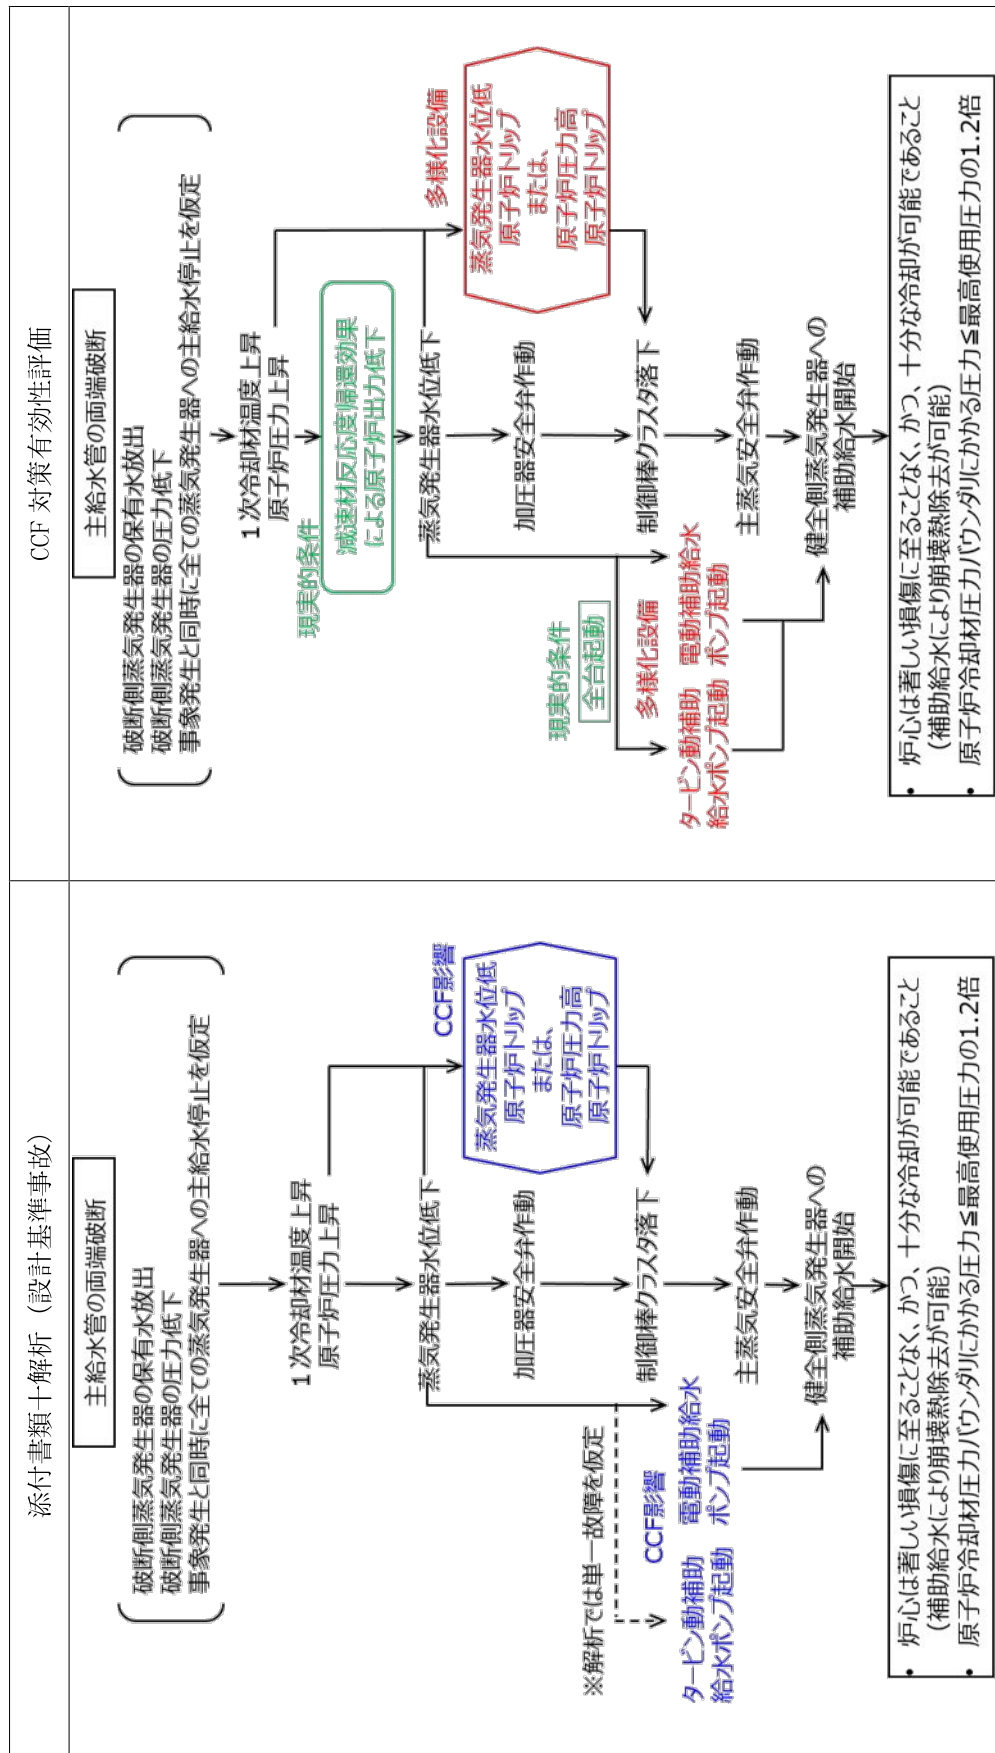 添付書類十解析（設計基準事故）
主給水管の両端破断
破断側蒸気発生器の保有水放出
破断側蒸気発生器の圧力低下
事象発生と同時に全ての蒸気発生器への主給水停止を仮定
１次冷却材温度上昇
原子炉圧力上昇
蒸気発生器水位低下
CCF影響
蒸気発生器水位低
原子炉トリップ
または、
原子炉圧力高
原子炉トリップ
加圧器安全弁作動
※解析では単一故障を仮定
制御棒クラスタ落下
CCF影響
タービン動補助
給水ポンプ起動
電動補助給水
ポンプ起動
主蒸気安全弁作動
健全側蒸気発生器への
補助給水開始
• 炉心は著しい損傷に至ることなく、かつ、十分な冷却が可能であること
(補助給水により崩壊熱除去が可能)
• 原子炉冷却材圧力バウンダリにかかる圧力≦最高使用圧力の1.2倍
CCF 対策有効性評価
主給水管の両端破断
破断側蒸気発生器の保有水放出
破断側蒸気発生器の圧力低下
事象発生と同時に全ての蒸気発生器への主給水停止を仮定
１次冷却材温度上昇
原子炉圧力上昇
現実的条件
減速材反応度帰還効果
による原子炉出力低下
蒸気発生器水位低下
多様化設備
蒸気発生器水位低
原子炉トリップ
または、
原子炉圧力高
原子炉トリップ
加圧器安全弁作動
現実的条件
全台起動
制御棒クラスタ落下
多様化設備
タービン動補助
給水ポンプ起動
電動補助給水
ポンプ起動
主蒸気安全弁作動
健全側蒸気発生器への
補助給水開始
• 炉心は著しい損傷に至ることなく、かつ、十分な冷却が可能であること
(補助給水により崩壊熱除去が可能)
• 原子炉冷却材圧力バウンダリにかかる圧力≦最高使用圧力の1.2倍